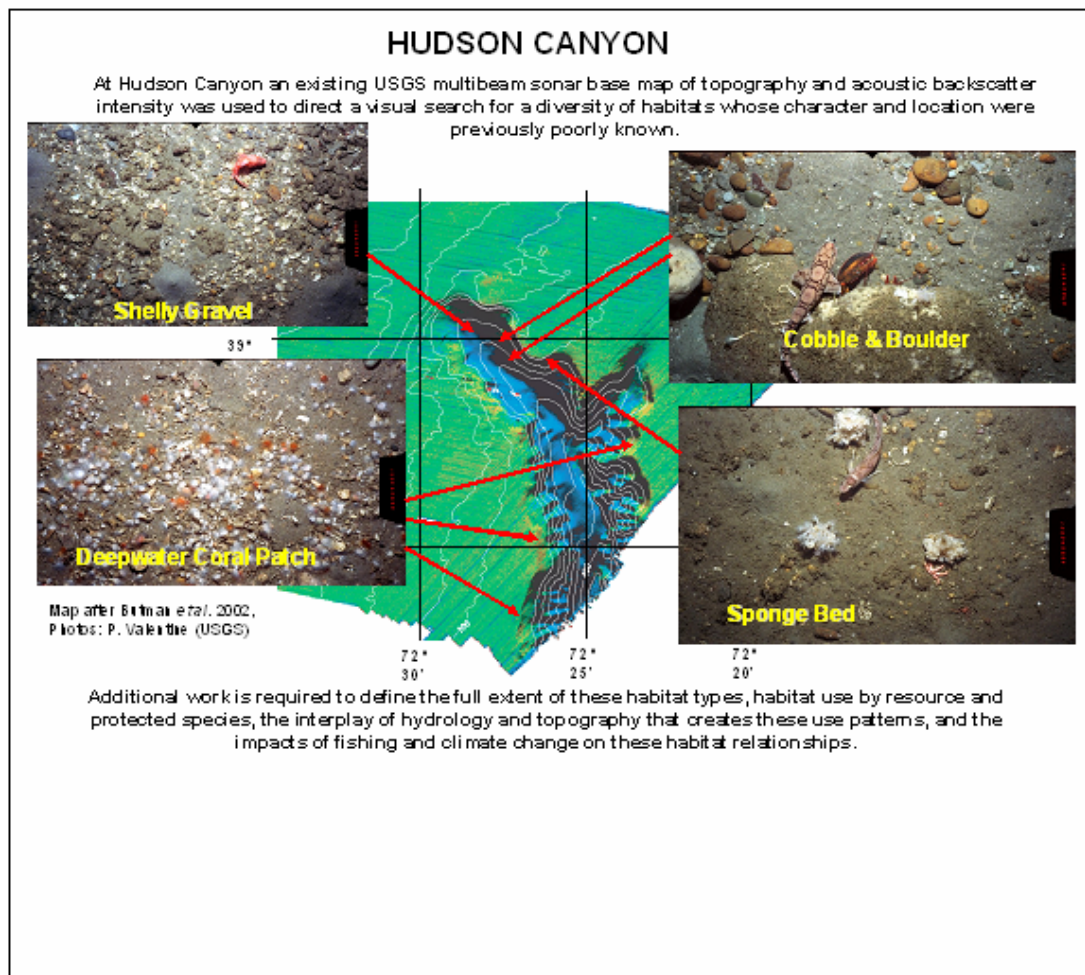 HUDSON CANYON
At Hudson Canyon an existing USGS multibeam sonar base map of topography and acoustic backscatter
intensity was used to direct a visual search for a diversity of habitats whose character and location were
previously poorly known.
Shelly Gravel
Cobble & Boulder
39°
Deepwater Coral Patch
Sponge Bed
Map after Butman et al. 2002,
Photos: P. Valentine (USGS)
72°
30'
72°
25'
72°
20'
Additional work is required to define the full extent of these habitat types, habitat use by resource and
protected species, the interplay of hydrology and topography that creates these use patterns, and the
impacts of fishing and climate change on these habitat relationships.